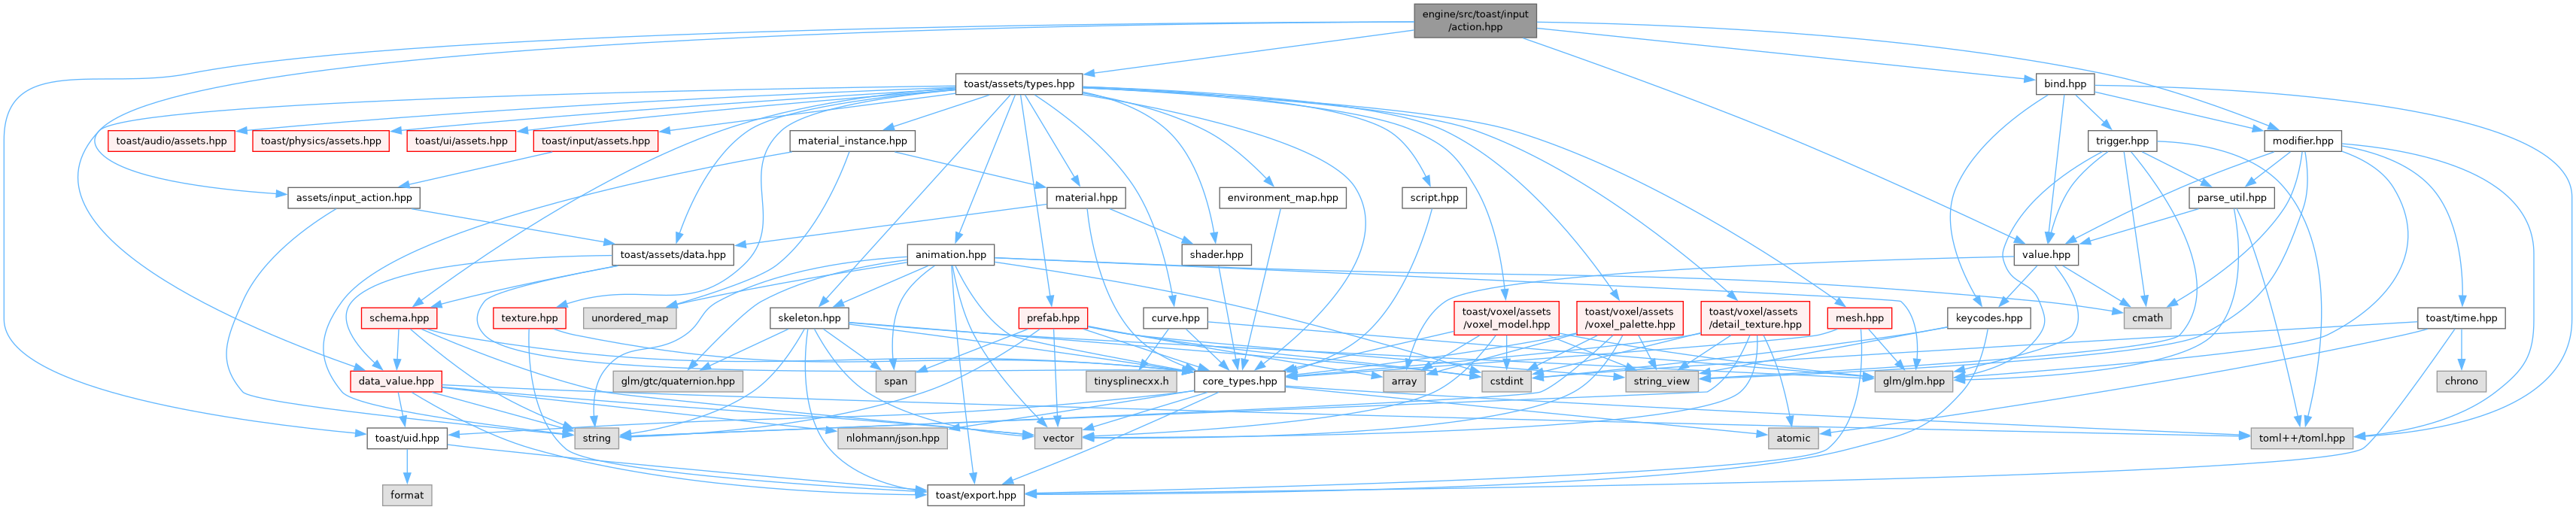 engine/src/toast/input
/action.hpp
toast/assets/types.hpp
bind.hpp
toast/audio/assets.hpp
toast/physics/assets.hpp
toast/ui/assets.hpp
toast/input/assets.hpp
material_instance.hpp
trigger.hpp
modifier.hpp
assets/input_action.hpp
material.hpp
environment_map.hpp
script.hpp
parse_util.hpp
toast/assets/data.hpp
animation.hpp
shader.hpp
value.hpp
schema.hpp
texture.hpp
unordered_map
skeleton.hpp
prefab.hpp
curve.hpp
toast/voxel/assets
/voxel_model.hpp
toast/voxel/assets
/voxel_palette.hpp
toast/voxel/assets
/detail_texture.hpp
mesh.hpp
keycodes.hpp
cmath
toast/time.hpp
data_value.hpp
glm/gtc/quaternion.hpp
span
tinysplinecxx.h
core_types.hpp
array
cstdint
string_view
glm/glm.hpp
chrono
toast/uid.hpp
string
nlohmann/json.hpp
vector
atomic
toml++/toml.hpp
format
toast/export.hpp